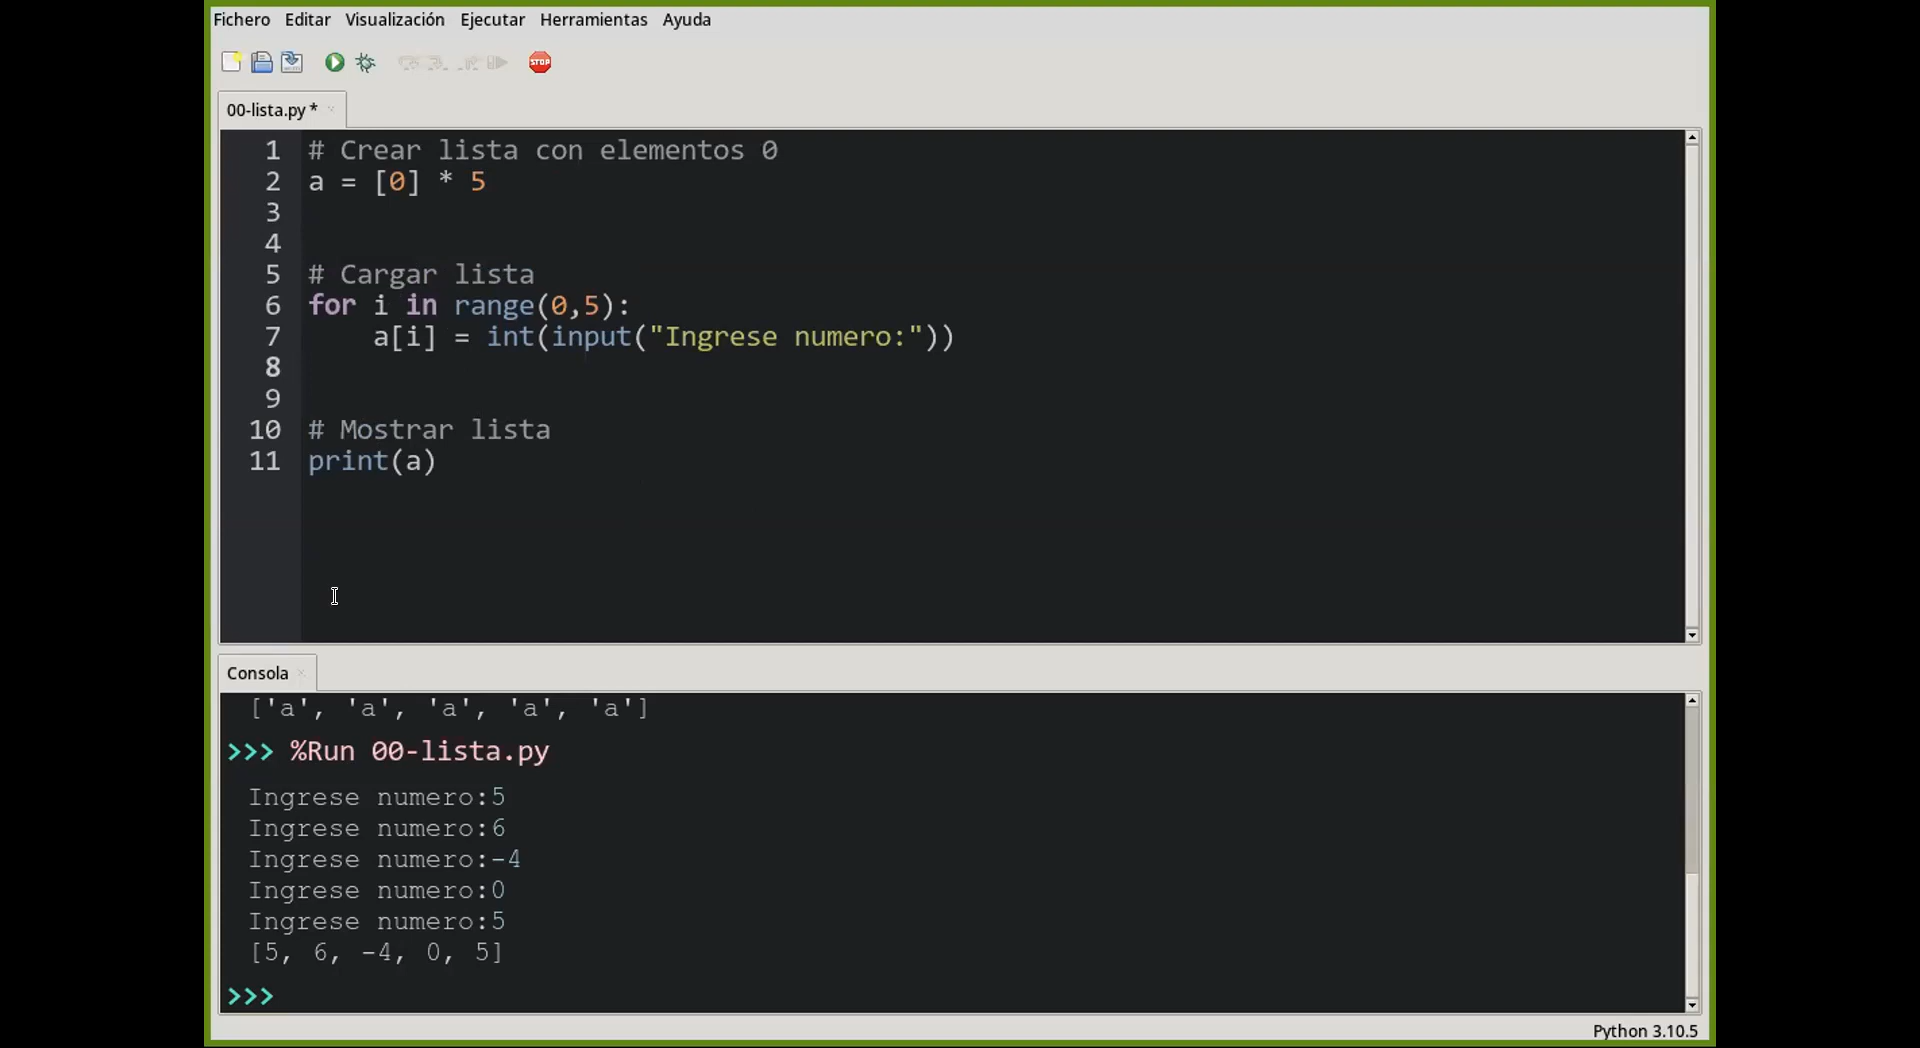 Fichero Editar Visualización Ejecutar Herramientas Ayuda
STOP
00-lista.py *
1 # Crear lista con elementos 0
2 a = [0] * 5
3
4
5 # Cargar lista
6 for i in range(0,5):
7     a[i] = int(input("Ingrese numero:"))
8
9
10 # Mostrar lista
11 print(a)
Consola
['a', 'a', 'a', 'a', 'a']
>>> %Run 00-lista.py
Ingrese numero:5
Ingrese numero:6
Ingrese numero:-4
Ingrese numero:0
Ingrese numero:5
[5, 6, -4, 0, 5]
>>>
Python 3.10.5